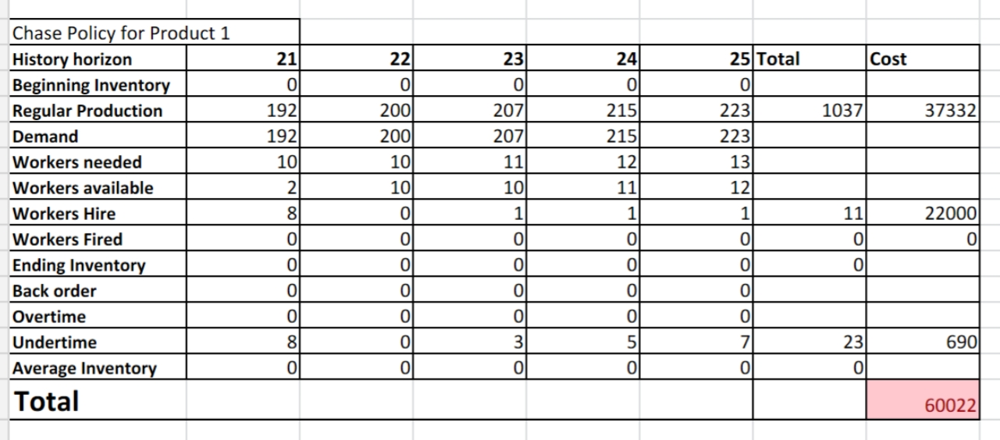 Chase Policy for Product 1
History horizon 21 22 23 24 25 Total Cost
Beginning Inventory 0 0 0 0 0
Regular Production 192 200 207 215 223 1037 37332
Demand 192 200 207 215 223
Workers needed 10 10 11 12 13
Workers available 2 10 10 11 12
Workers Hire 8 0 1 1 1 11 22000
Workers Fired 0 0 0 0 0 0 0
Ending Inventory 0 0 0 0 0 0
Back order 0 0 0 0 0
Overtime 0 0 0 0 0
Undertime 8 0 3 5 7 23 690
Average Inventory 0 0 0 0 0 0
Total 60022